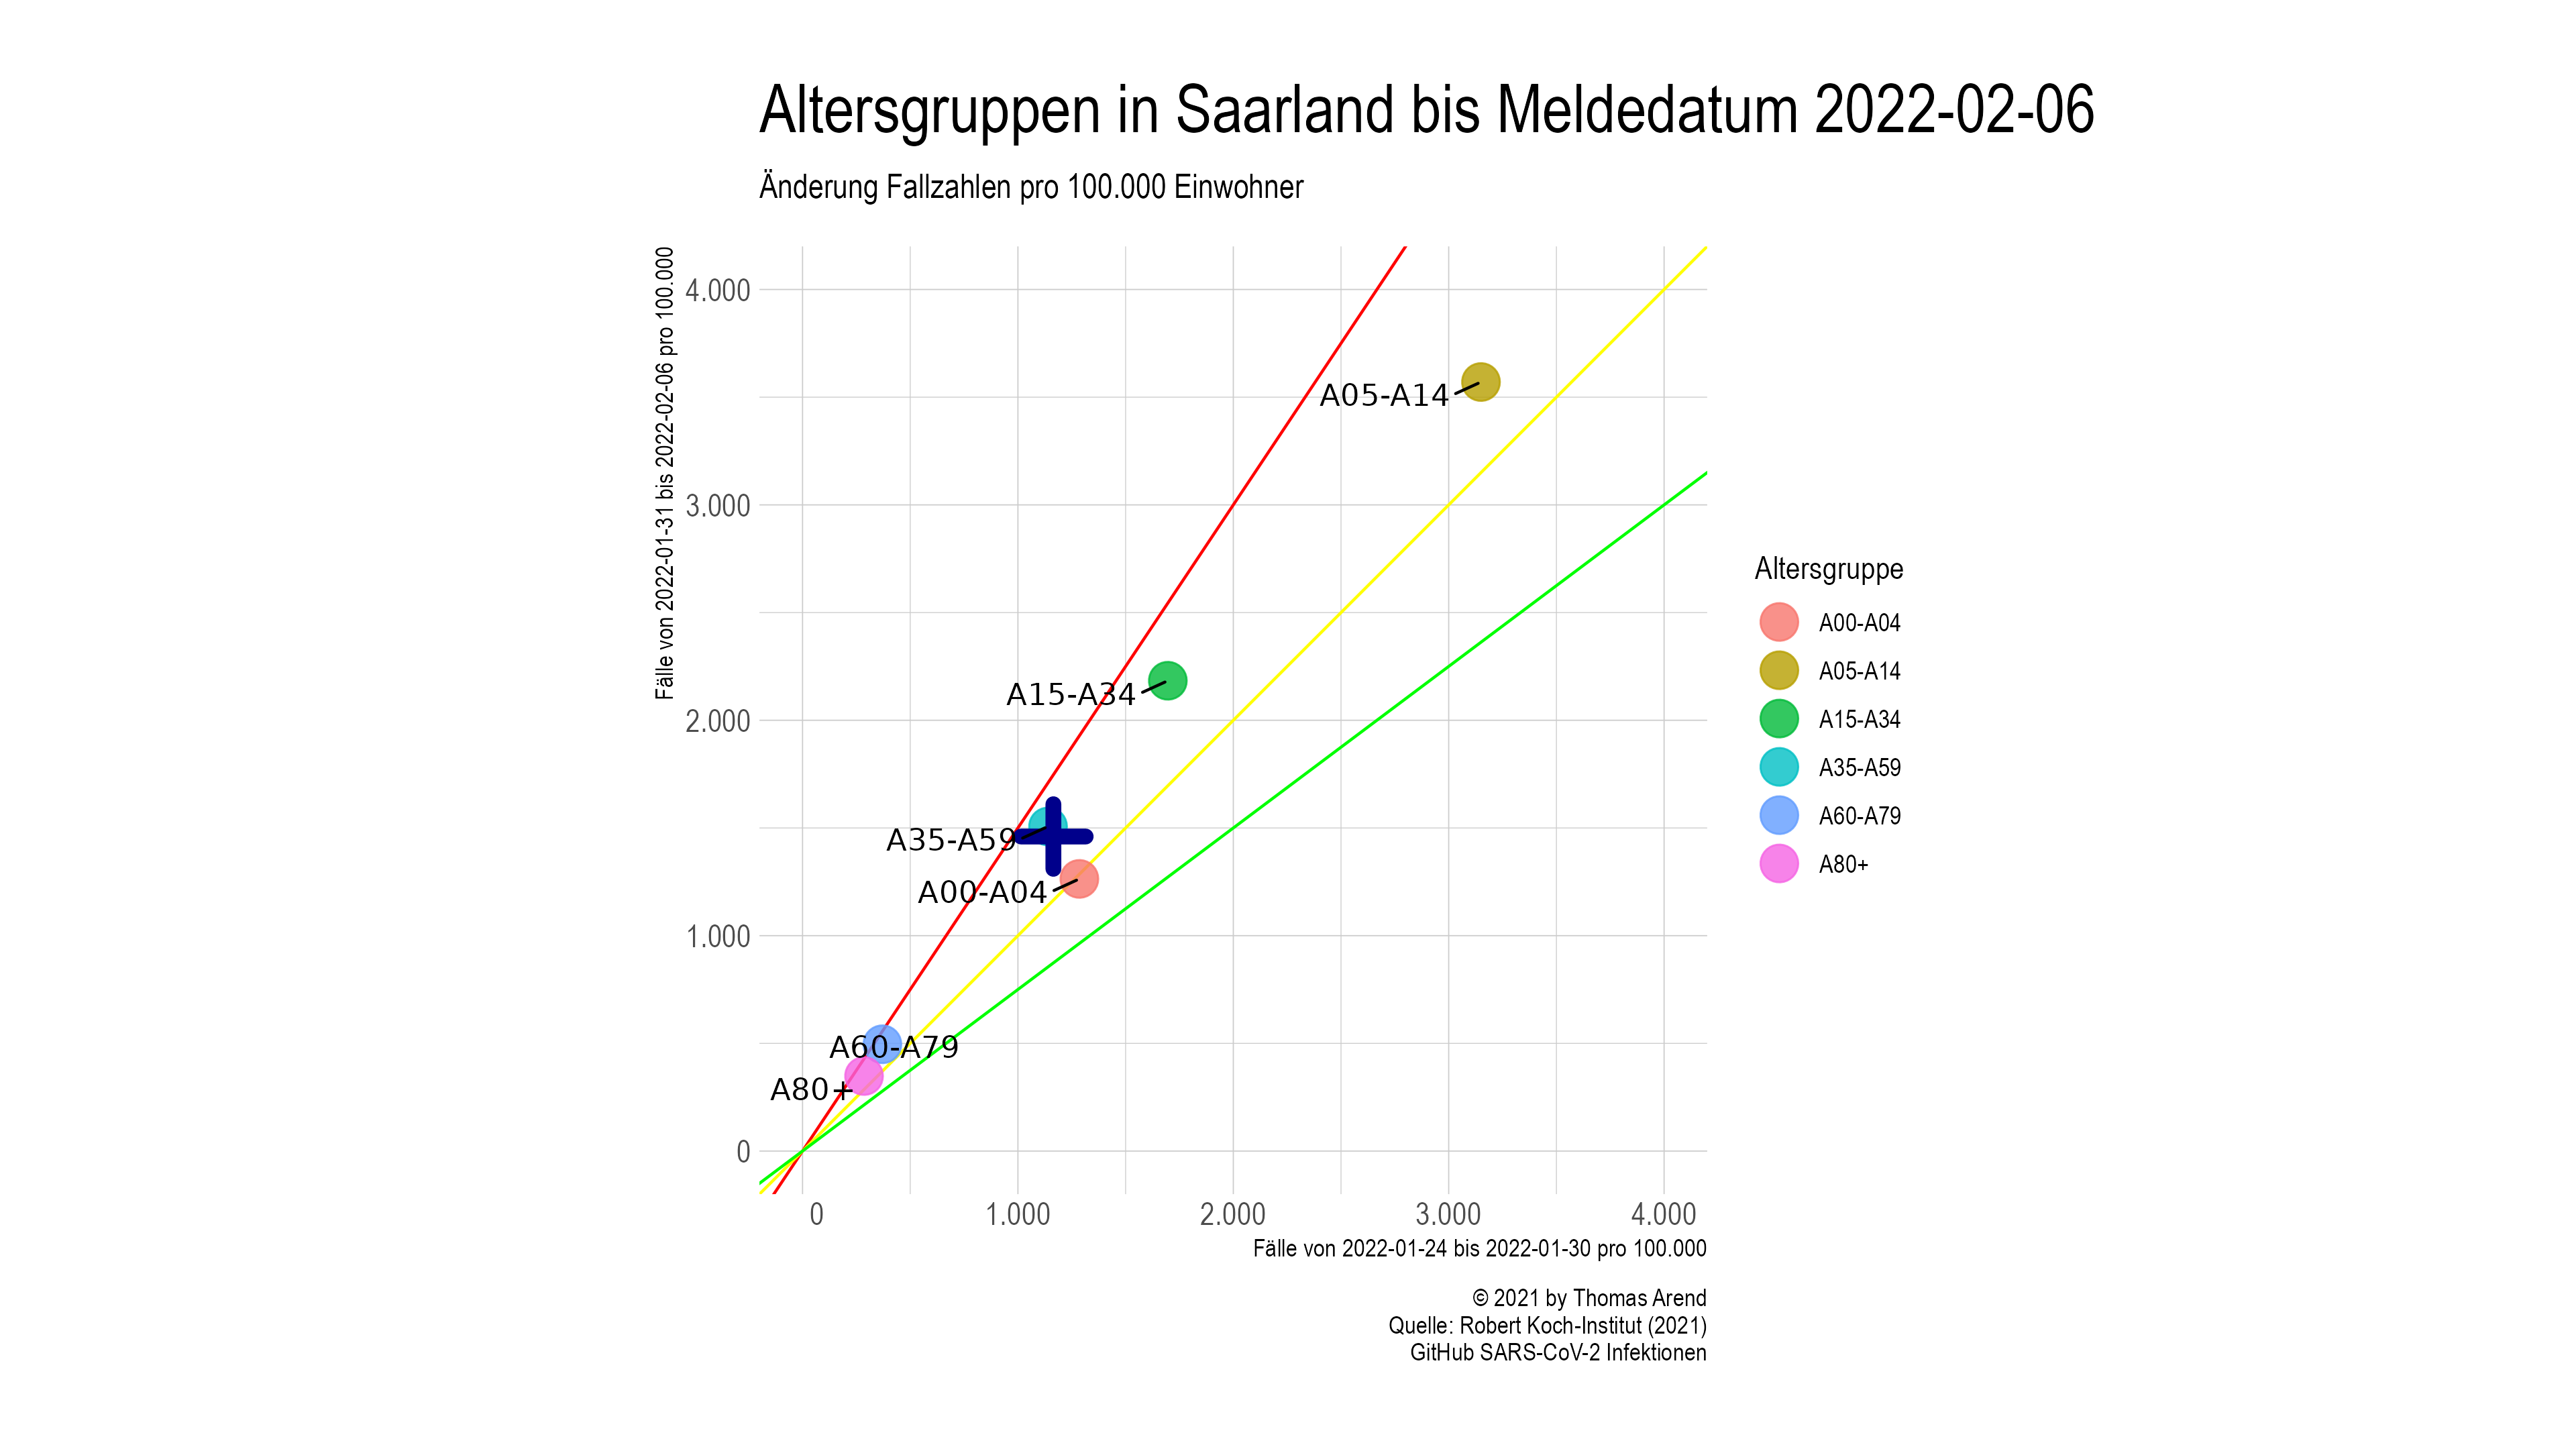 Altersgruppen in Saarland bis Meldedatum 2022-02-06
Änderung Fallzahlen pro 100.000 Einwohner
Fälle von 2022-01-31 bis 2022-02-06 pro 100.000
4.000
3.000
2.000
1.000
0
A05-A14
A15-A34
A35-A59
A00-A04
A60-A79
A80+
0
1.000
2.000
3.000
4.000
Fälle von 2022-01-24 bis 2022-01-30 pro 100.000
Altersgruppe
A00-A04
A05-A14
A15-A34
A35-A59
A60-A79
A80+
© 2021 by Thomas Arend
Quelle: Robert Koch-Institut (2021)
GitHub SARS-CoV-2 Infektionen